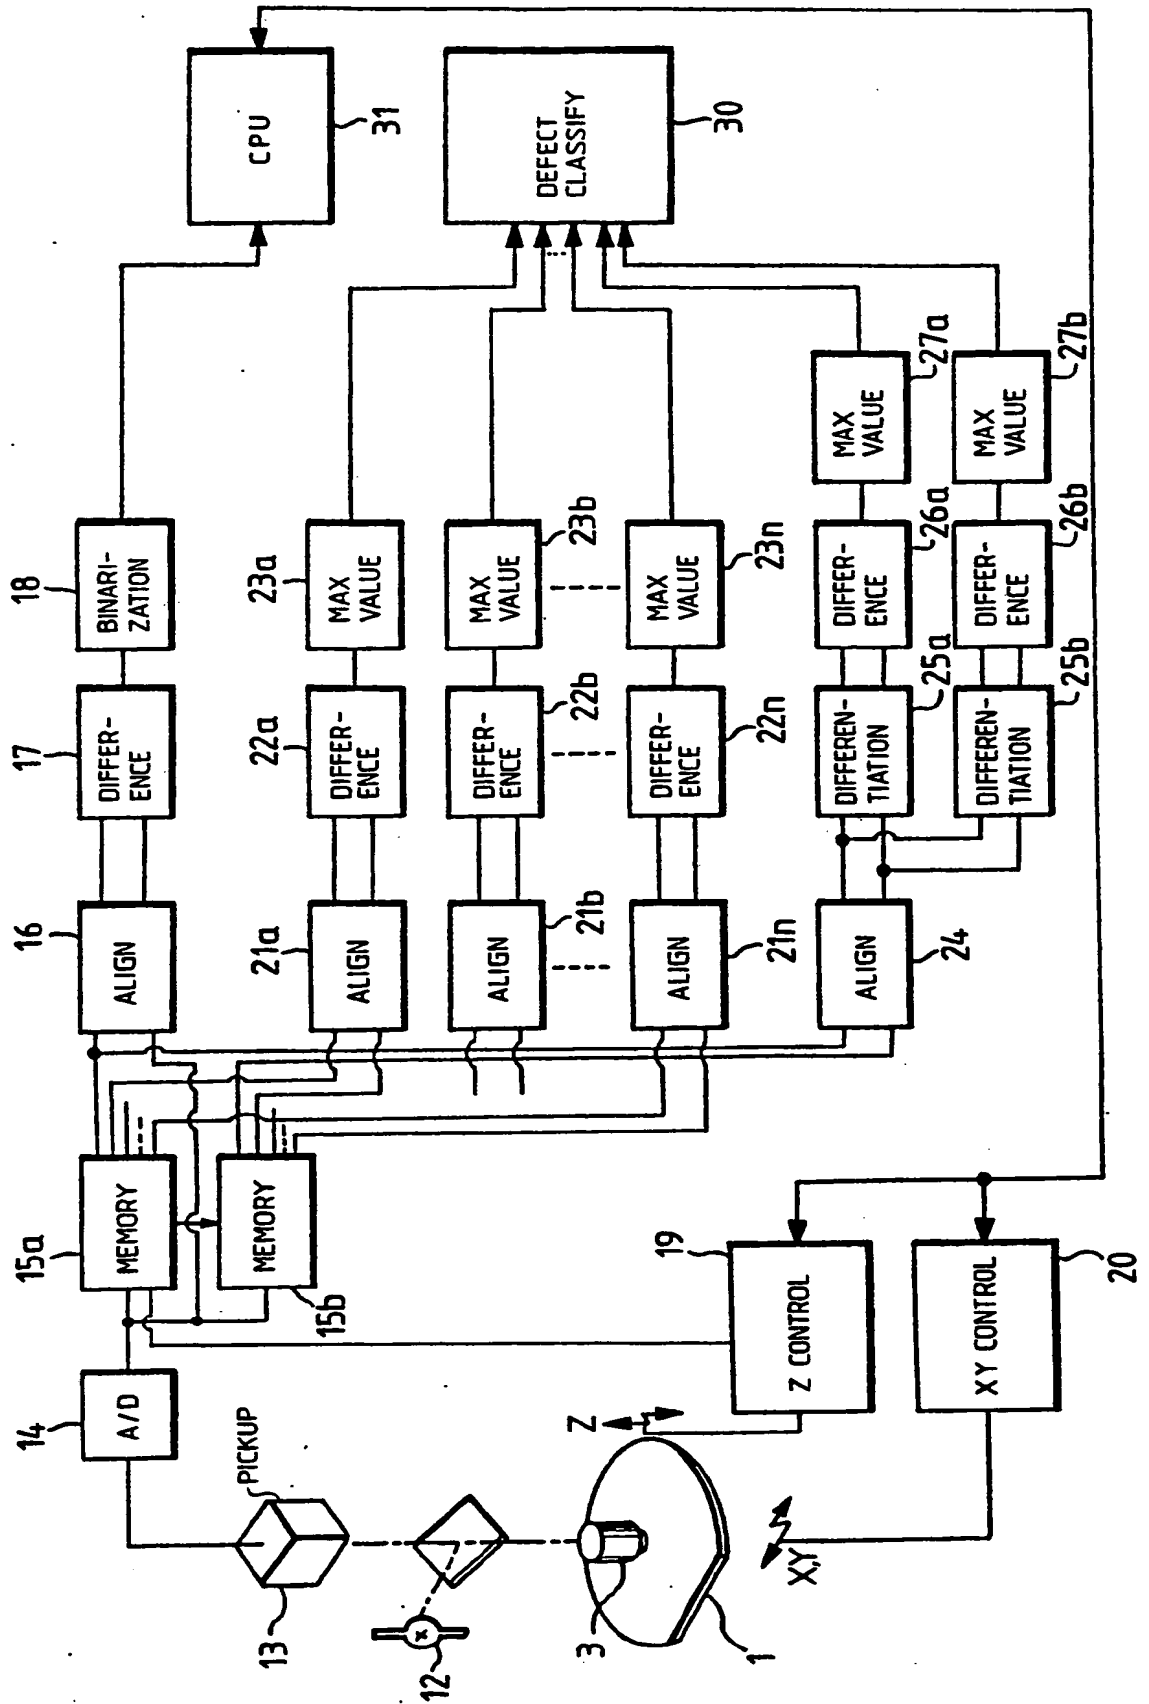 18
BINARI-
ZATION
17
DIFFER-
ENCE
16
ALIGN
15a
MEMORY
14
A/D
CPU
31
23a
MAX
VALUE
22a
DIFFER-
ENCE
21a
ALIGN
MEMORY
15b
PICKUP
13
DEFECT
CLASSIFY
30
MAX
VALUE
23b
DIFFER-
ENCE
22b
ALIGN
21b
12
x
MAX
VALUE
23n
DIFFER-
ENCE
22n
ALIGN
21n
19
Z CONTROL
Z
3
1
MAX
VALUE
27a
DIFFER-
ENCE
26a
DIFFEREN-
TIATION
25a
ALIGN
24
MAX
VALUE
27b
DIFFER-
ENCE
26b
DIFFEREN-
TIATION
25b
XY CONTROL
20
X,Y